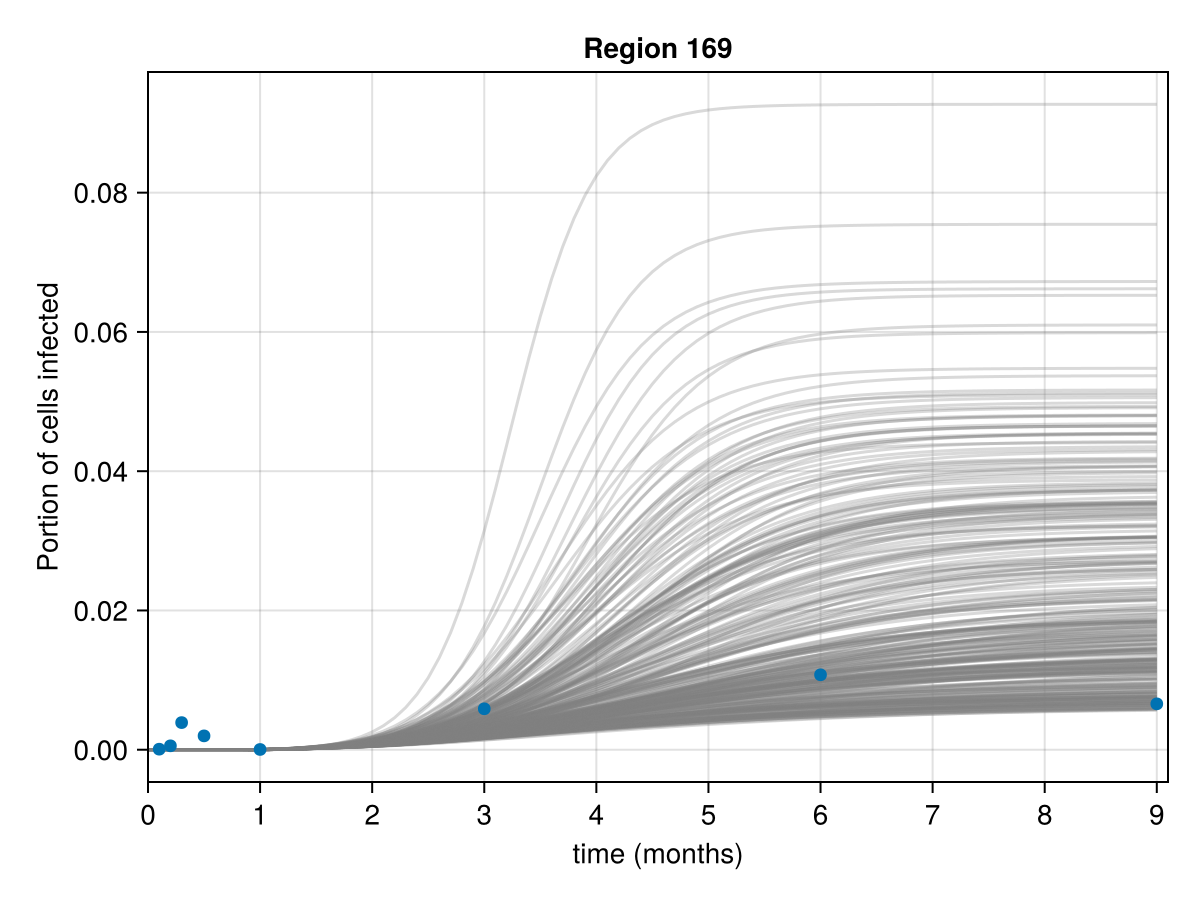 Region 169
Portion of cells infected
0.08
0.06
0.04
0.02
0.00
0 1 2 3 4 5 6 7 8 9
time (months)